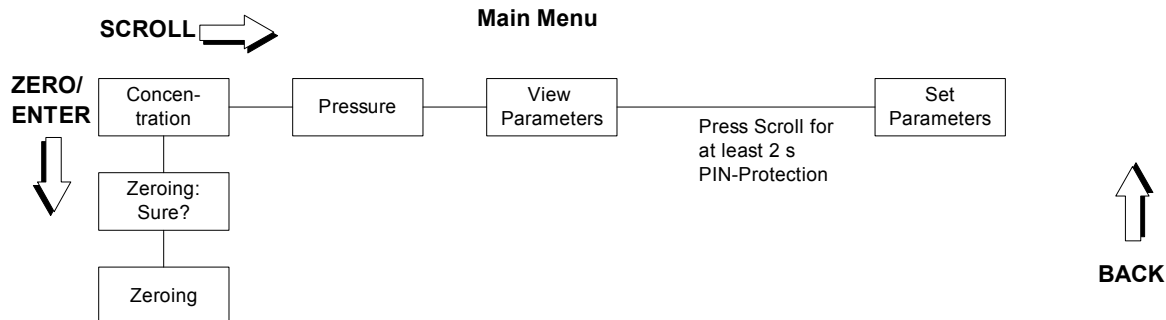 Main Menu
SCROLL
ZERO/
ENTER
Concen-
tration
Pressure
View
Parameters
Press Scroll for
at least 2 s
PIN-Protection
Set
Parameters
Zeroing:
Sure?
Zeroing
BACK